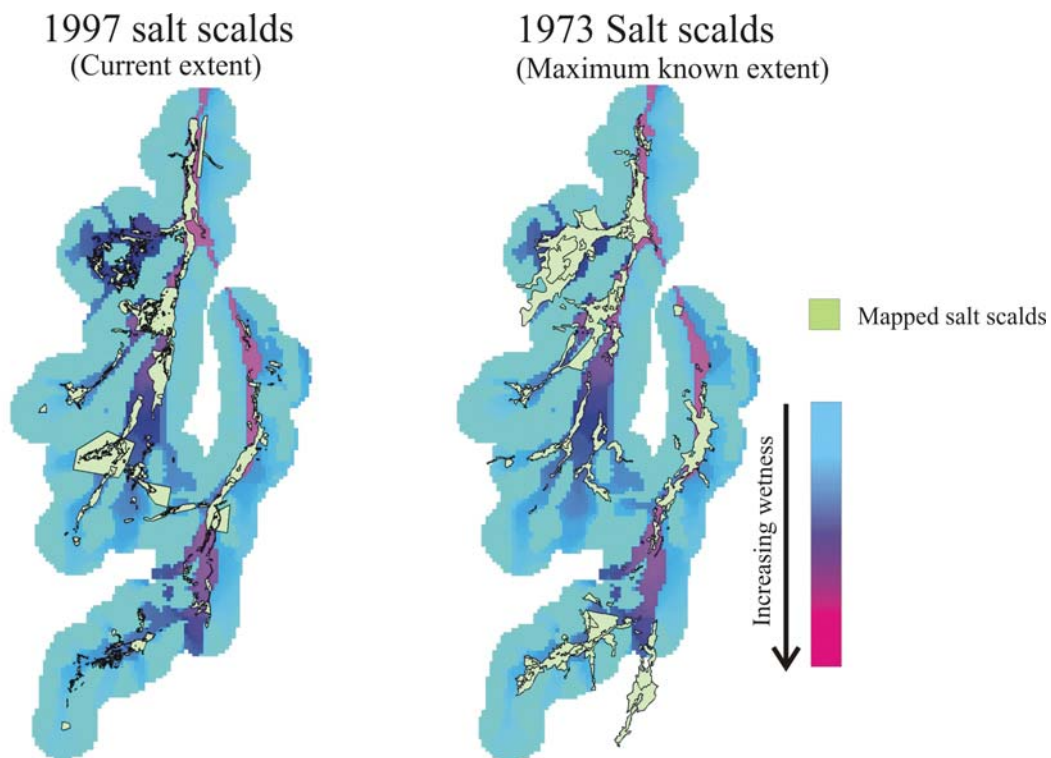 1997 salt scalds
(Current extent)
1973 Salt scalds
(Maximum known extent)
Mapped salt scalds
Increasing wetness